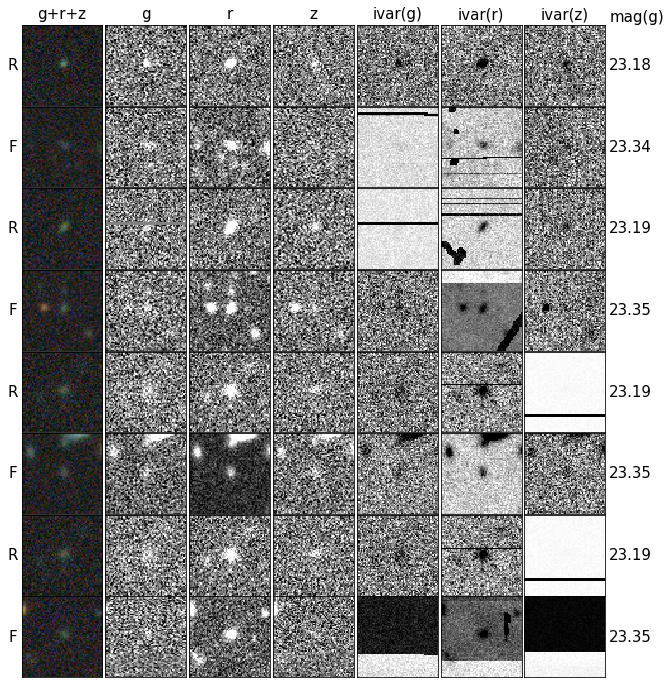 g+r+z g r z ivar(g) ivar(r) ivar(z) mag(g)
R 23.18
F 23.34
R 23.19
F 23.35
R 23.19
F 23.35
R 23.19
F 23.35